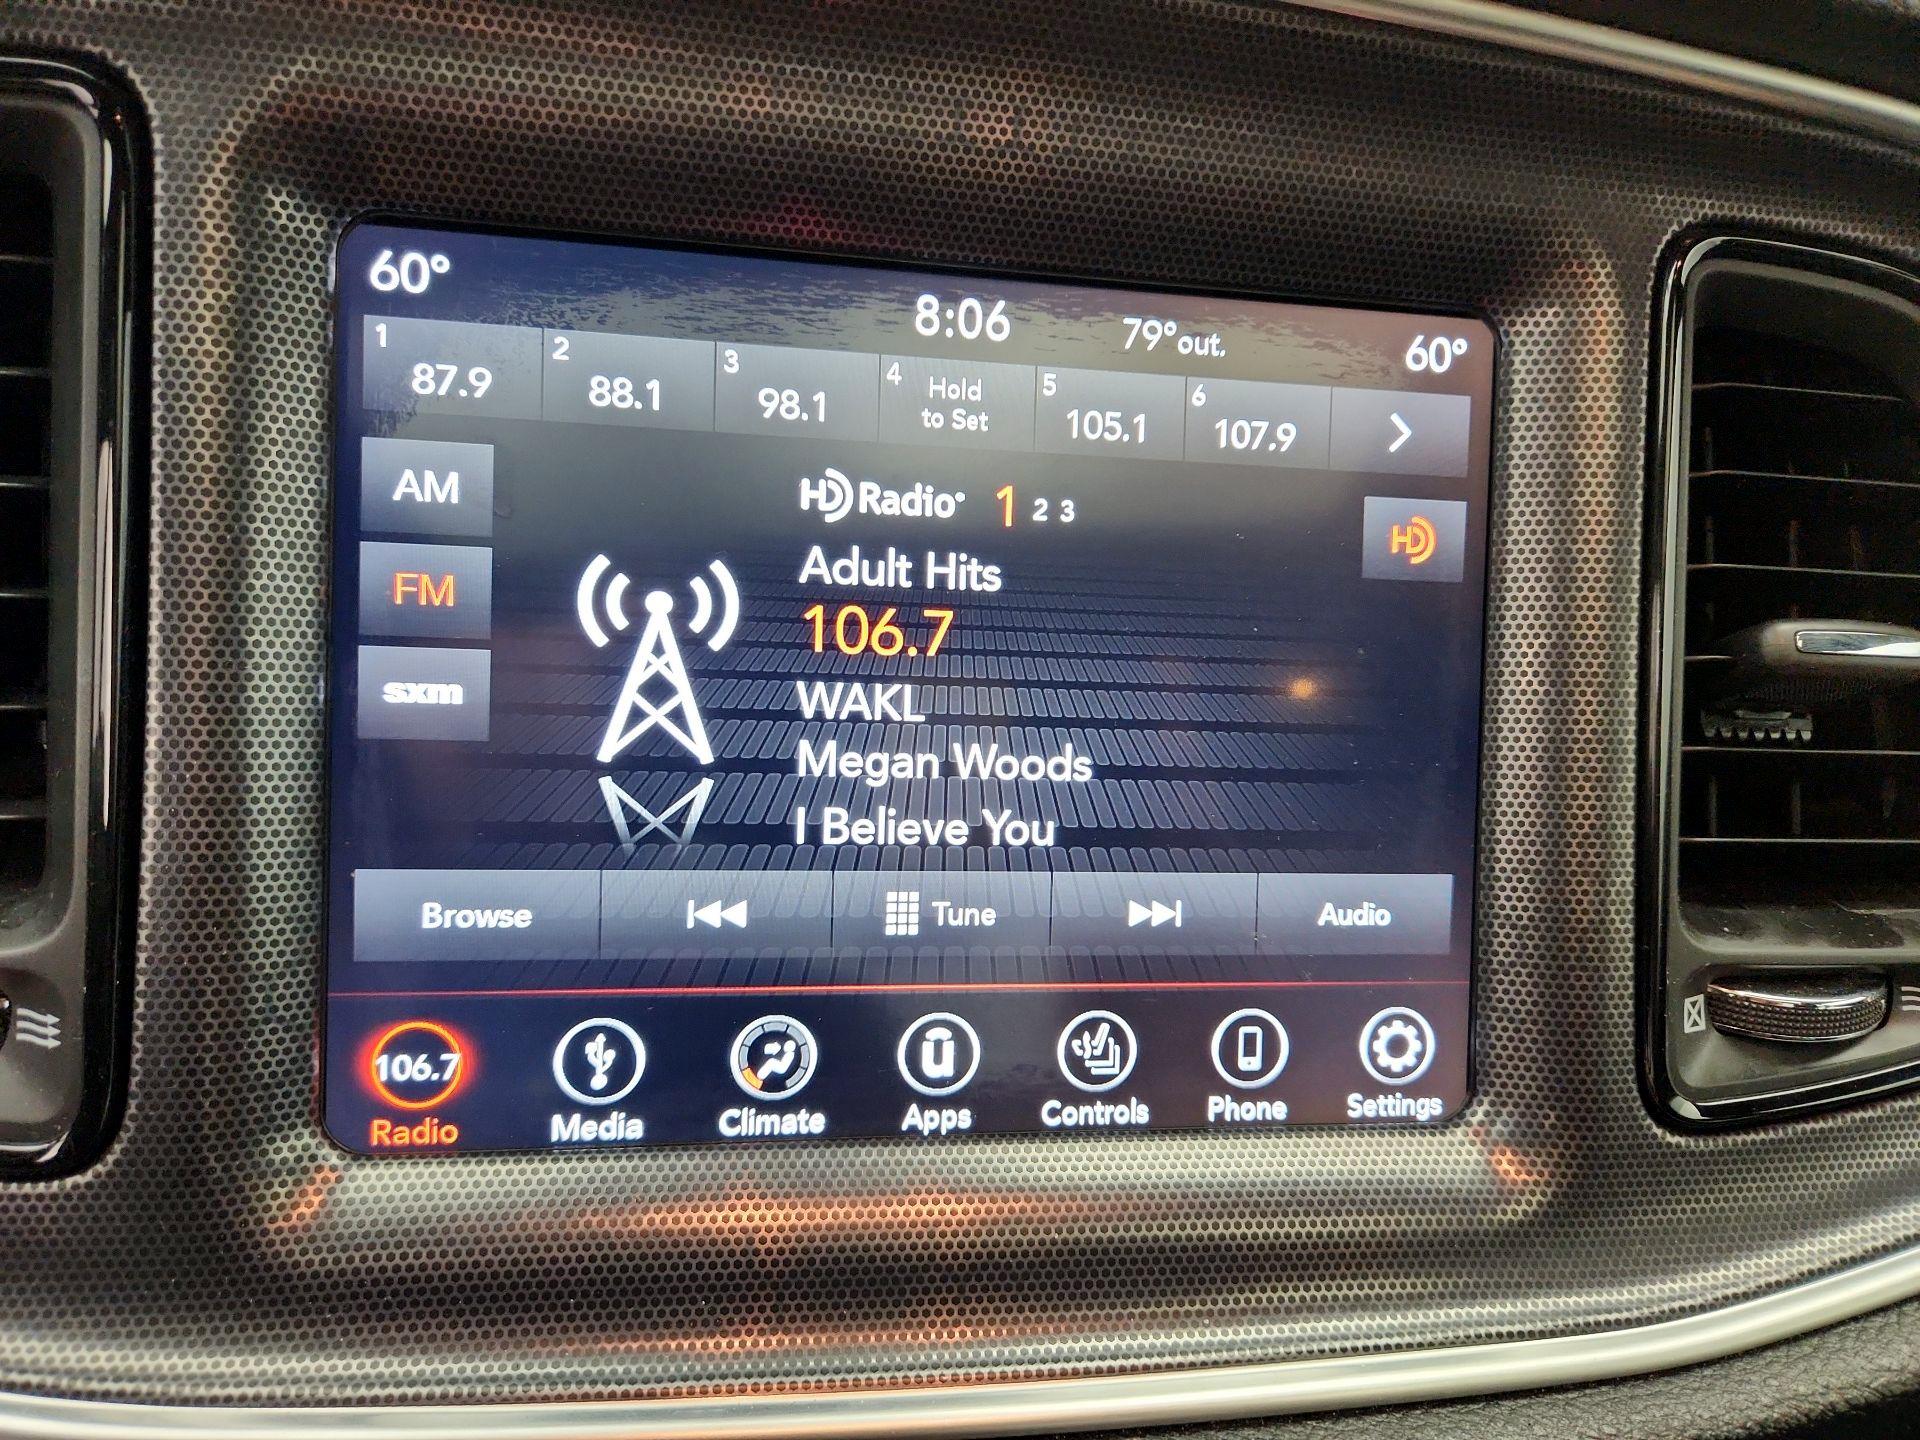 60°
8:06
79° out.
60°
1
87.9
2
88.1
3
98.1
4
Hold
to Set
5
105.1
6
107.9
AM
FM
sxm
HD Radio 1 2 3
HD
Adult Hits
106.7
WAKL
Megan Woods
I Believe You
Browse
Tune
Audio
106.7
Radio
Media
Climate
Apps
Controls
Phone
Settings